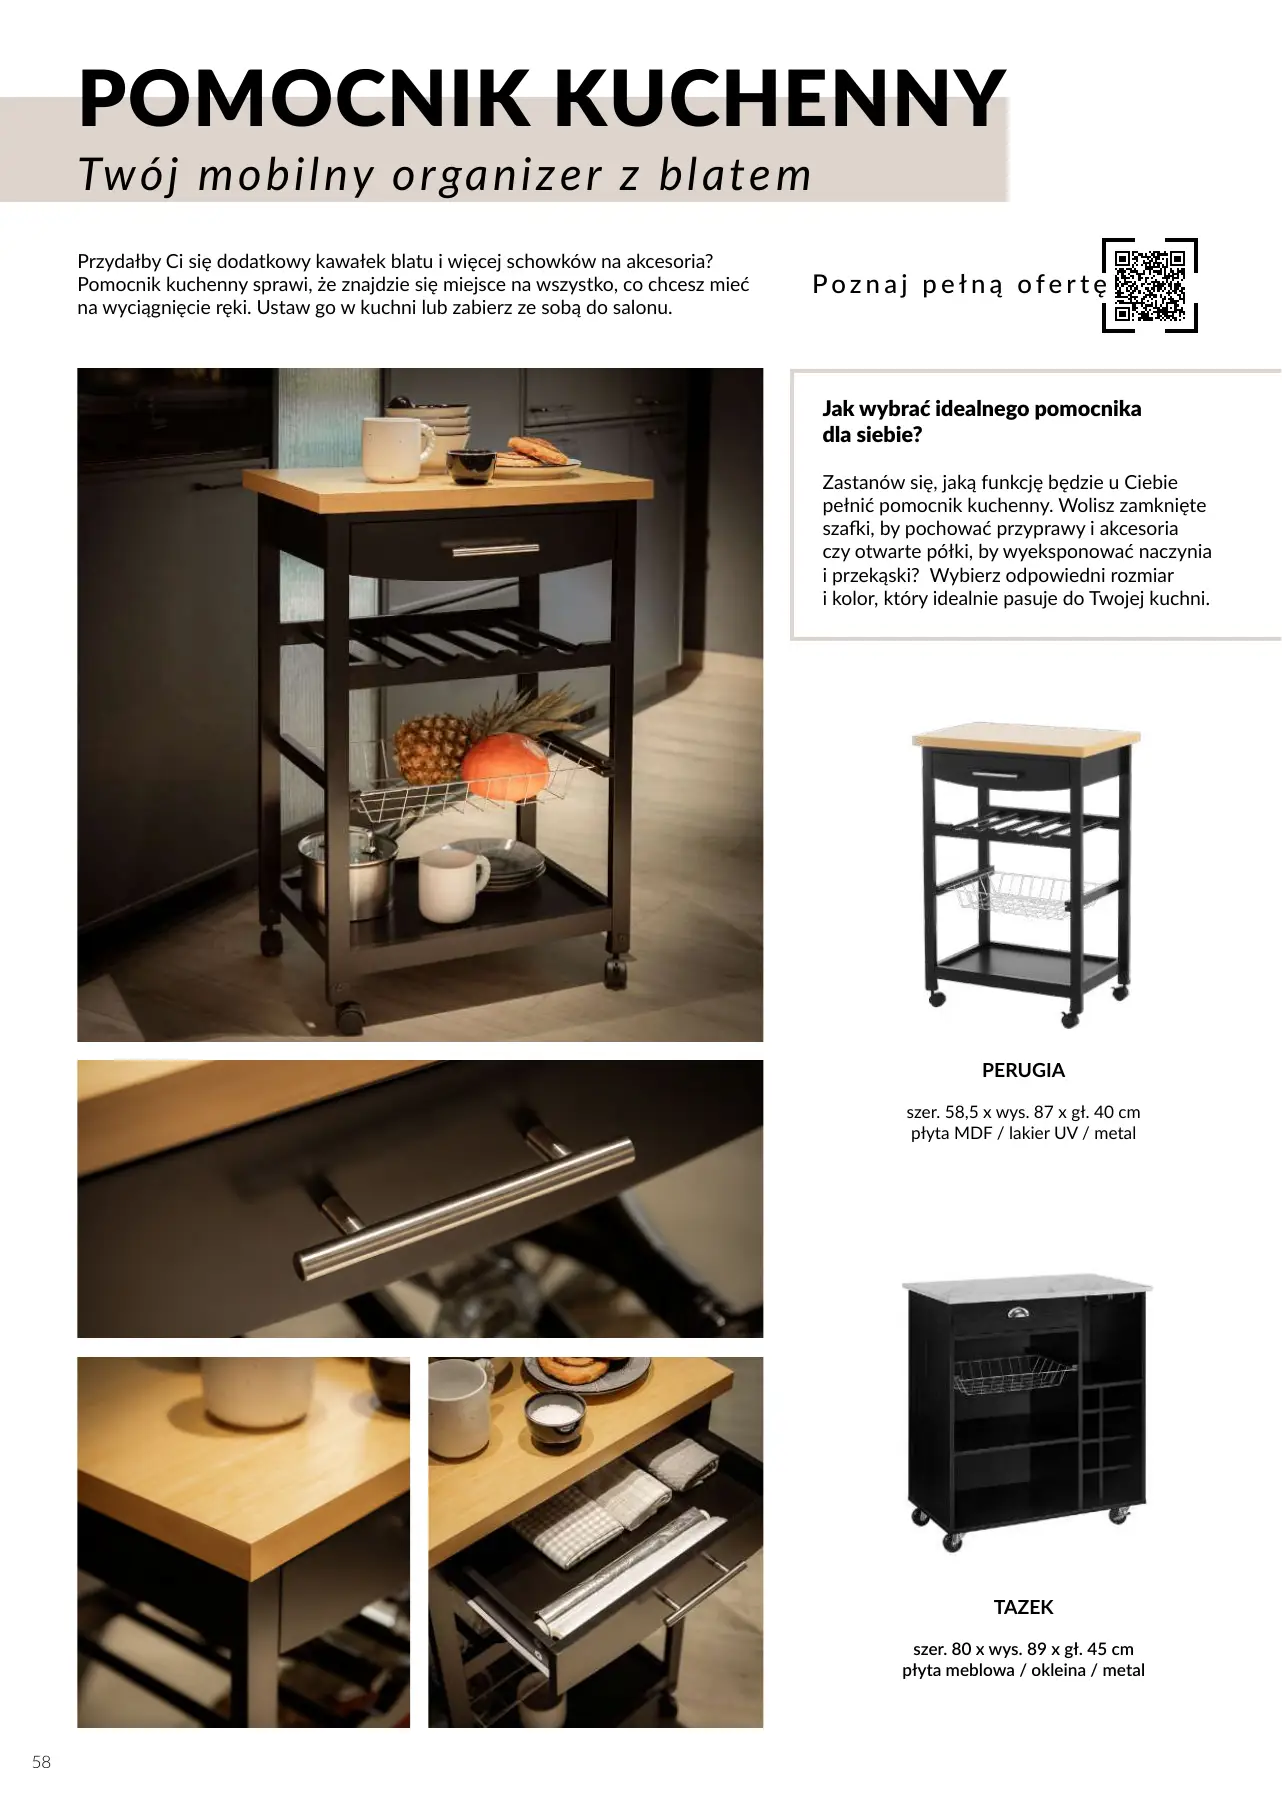 POMOCNIK KUCHENNY
Twój mobilny organizer z blatem
Przydałby Ci się dodatkowy kawałek blatu i więcej schowków na akcesoria?
Pomocnik kuchenny sprawi, że znajdzie się miejsce na wszystko, co chcesz mieć
na wyciągnięcie ręki. Ustaw go w kuchni lub zabierz ze sobą do salonu.
Poznaj pełną ofertę
Jak wybrać idealnego pomocnika
dla siebie?
Zastanów się, jaką funkcję będzie u Ciebie
pełnić pomocnik kuchenny. Wolisz zamknięte
szafki, by pochować przyprawy i akcesoria
czy otwarte półki, by wyeksponować naczynia
i przekąski? Wybierz odpowiedni rozmiar
i kolor, który idealnie pasuje do Twojej kuchni.
PERUGIA
szer. 58,5 x wys. 87 x gł. 40 cm
płyta MDF / lakier UV / metal
TAZEK
szer. 80 x wys. 89 x gł. 45 cm
płyta meblowa / okleina / metal
58